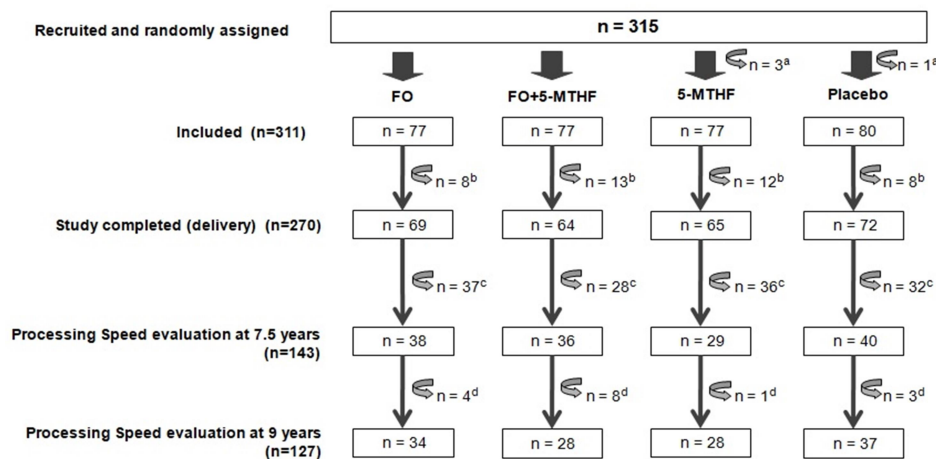 Recruited and randomly assigned
n = 315
n = 3ᵃ
n = 1ᵃ
FO
FO+5-MTHF
5-MTHF
Placebo
Included (n=311)
n = 77
n = 77
n = 77
n = 80
n = 8ᵇ
n = 13ᵇ
n = 12ᵇ
n = 8ᵇ
Study completed (delivery) (n=270)
n = 69
n = 64
n = 65
n = 72
n = 37ᶜ
n = 28ᶜ
n = 36ᶜ
n = 32ᶜ
Processing Speed evaluation at 7.5 years
(n=143)
n = 38
n = 36
n = 29
n = 40
n = 4ᵈ
n = 8ᵈ
n = 1ᵈ
n = 3ᵈ
Processing Speed evaluation at 9 years
(n=127)
n = 34
n = 28
n = 28
n = 37